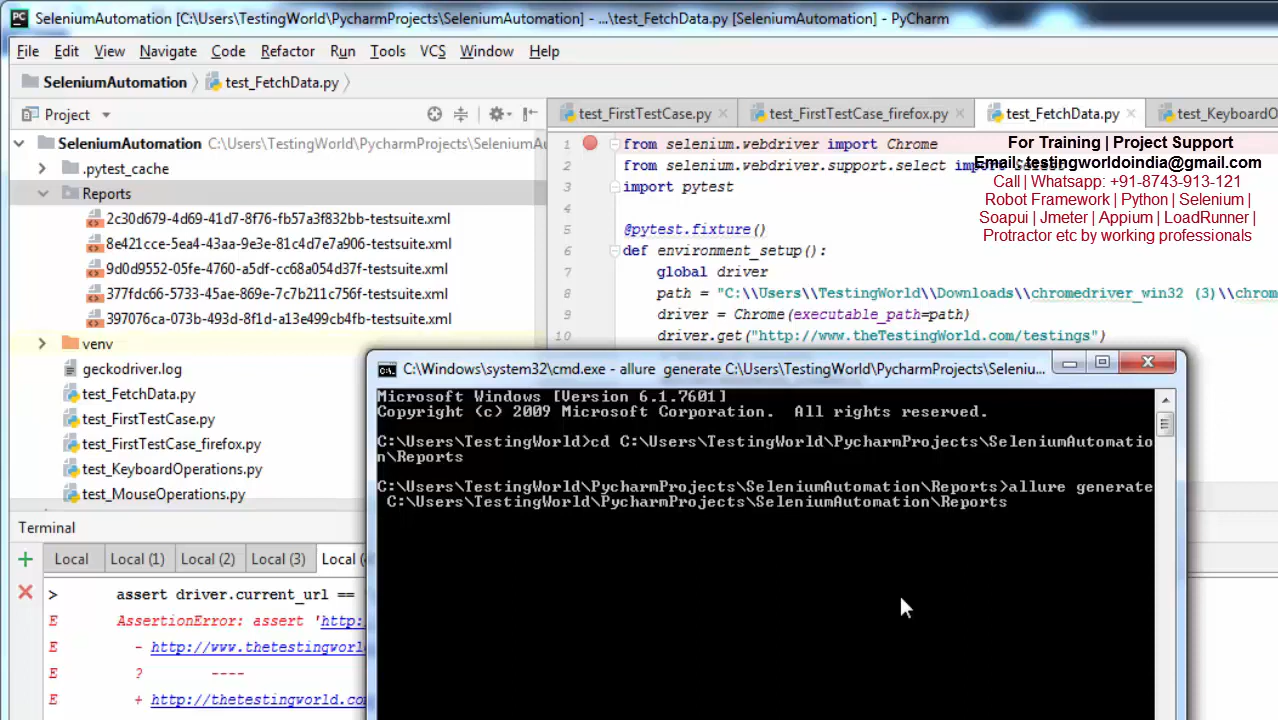 SeleniumAutomation [C:\Users\TestingWorld\PycharmProjects\SeleniumAutomation] - ...\test_FetchData.py [SeleniumAutomation] - PyCharm
File Edit View Navigate Code Refactor Run Tools VCS Window Help
SeleniumAutomation test_FetchData.py
Project
test_FirstTestCase.py test_FirstTestCase_firefox.py test_FetchData.py test_KeyboardO
SeleniumAutomation C:\Users\TestingWorld\PycharmProjects\SeleniumAu
.pytest_cache
Reports
2c30d679-4d69-41d7-8f76-fb57a3f832bb-testsuite.xml
8e421cce-5ea4-43aa-9e3e-81c4d7e7a906-testsuite.xml
9d0d9552-05fe-4760-a5df-cc68a054d37f-testsuite.xml
377fdc66-5733-45ae-869e-7c7b211c756f-testsuite.xml
397076ca-073b-493d-8f1d-a13e499cb4fb-testsuite.xml
venv
geckodriver.log
test_FetchData.py
test_FirstTestCase.py
test_FirstTestCase_firefox.py
test_KeyboardOperations.py
test_MouseOperations.py
1 from selenium.webdriver import Chrome
2 from selenium.webdriver.support.select import
3 import pytest
4
5 @pytest.fixture()
6 def environment_setup():
7 global driver
8 path = "C:\\Users\\TestingWorld\\Downloads\\chromedriver_win32 (3)\\chrom
9 driver = Chrome(executable_path=path)
10 driver.get("http://www.theTestingWorld.com/testings")
For Training | Project Support
Email: testingworldoindia@gmail.com
Call | Whatsapp: +91-8743-913-121
Robot Framework | Python | Selenium |
Soapui | Jmeter | Appium | LoadRunner |
Protractor etc by working professionals
C:\Windows\system32\cmd.exe - allure generate C:\Users\TestingWorld\PycharmProjects\Seleniu...
Microsoft Windows [Version 6.1.7601]
Copyright (c) 2009 Microsoft Corporation. All rights reserved.
C:\Users\TestingWorld>cd C:\Users\TestingWorld\PycharmProjects\SeleniumAutomatio
n\Reports
C:\Users\TestingWorld\PycharmProjects\SeleniumAutomation\Reports>allure generate
C:\Users\TestingWorld\PycharmProjects\SeleniumAutomation\Reports
Terminal
Local Local (1) Local (2) Local (3) Local (
> assert driver.current_url ==
E AssertionError: assert 'http:
E - http://www.thetestingworl
E ? ----
E + http://thetestingworld.co